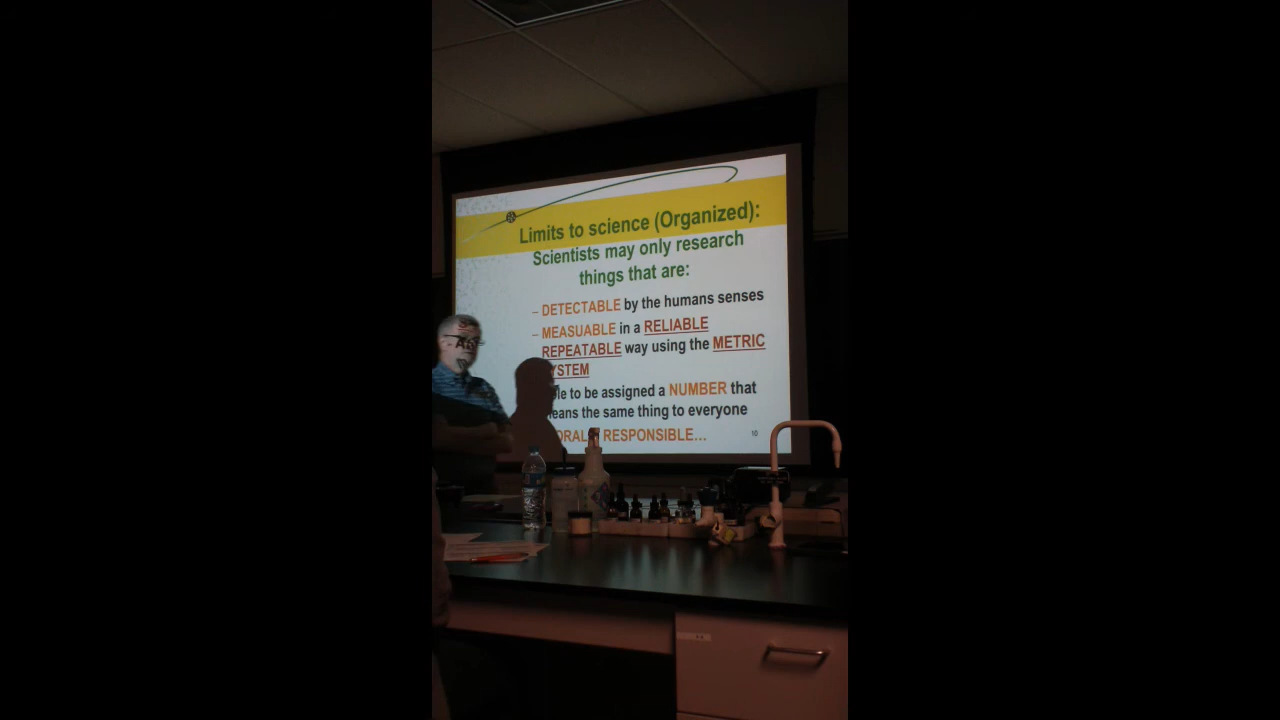 Limits to science (Organized):
Scientists may only research
things that are:
– DETECTABLE by the humans senses
– MEASUABLE in a RELIABLE
REPEATABLE way using the METRIC
YSTEM
le to be assigned a NUMBER that
eans the same thing to everyone
ORAL RESPONSIBLE...
10